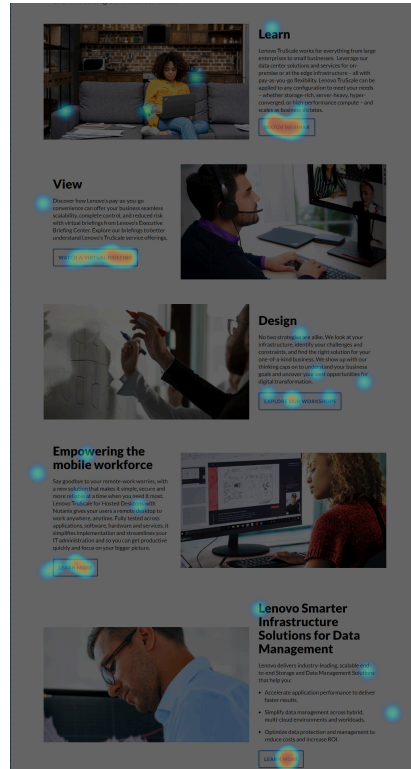 Learn
Lenovo TruScale works for everything from large
enterprises to small businesses. Leverage our
data center solutions and services for on-
premise or at the edge infrastructure – all with
pay-as-you-go flexibility. Lenovo TruScale can be
applied to any configuration to meet your needs
– whether storage-rich, server-heavy, hyper-
converged, or high-performance compute – and
scales as business dictates.
View
Discover how Lenovo's pay-as-you-go
convenience can offer your business seamless
scalability, complete control, and reduced risk
with virtual briefings from Lenovo's Executive
Briefing Center. Explore our briefings to better
understand Lenovo's TruScale service offerings.
WATCH A VIRTUAL BRIEFING
Design
No two strategies are alike. We look at your
infrastructure, identify your challenges and
constraints, and find the right solution for your
one-of-a-kind business. We show up with our
thinking caps on to understand your business
goals and uncover your best opportunities for
digital transformation.
EXPLORE OUR WORKSHOPS
Empowering the
mobile workforce
Say goodbye to your remote-work worries, with
a new solution that makes it simple, secure and
more reliable at a time when you need it most.
Lenovo TruScale for Hosted Desktops with
Nutanix gives your users a remote desktop to
work anywhere, anytime. Fully tested across
applications, software, hardware and services, it
simplifies implementation and streamlines your
IT administration and so you can get productive
quickly and focus on your bigger picture.
LEARN MORE
Lenovo Smarter
Infrastructure
Solutions for Data
Management
Lenovo delivers industry-leading, scalable end-
to-end Storage and Data Management Solutions
that help you:
• Accelerate application performance to deliver
faster results.
• Simplify data management across hybrid,
multi-cloud environments and workloads.
• Optimize data protection and management to
reduce costs and increase ROI.
LEARN MORE